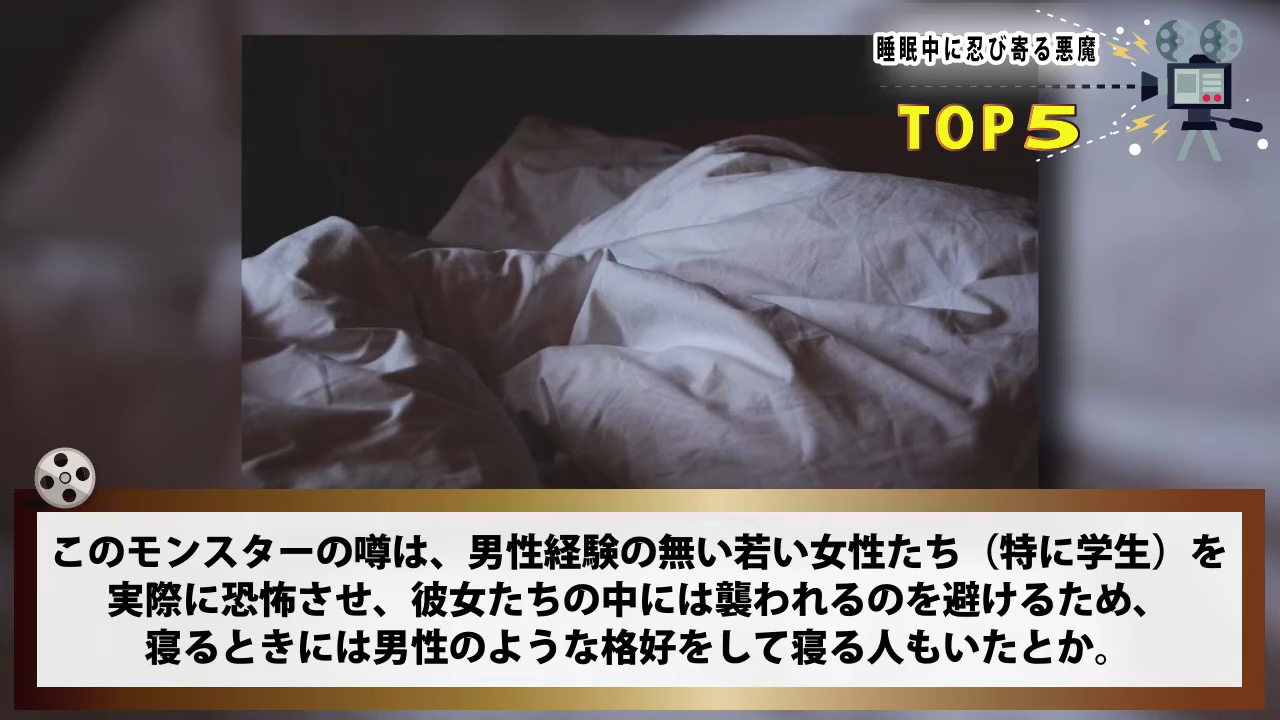 睡眠中に忍び寄る悪魔
TOP5
このモンスターの噂は、男性経験の無い若い女性たち（特に学生）を
実際に恐怖させ、彼女たちの中には襲われるのを避けるため、
寝るときには男性のような格好をして寝る人もいたとか。